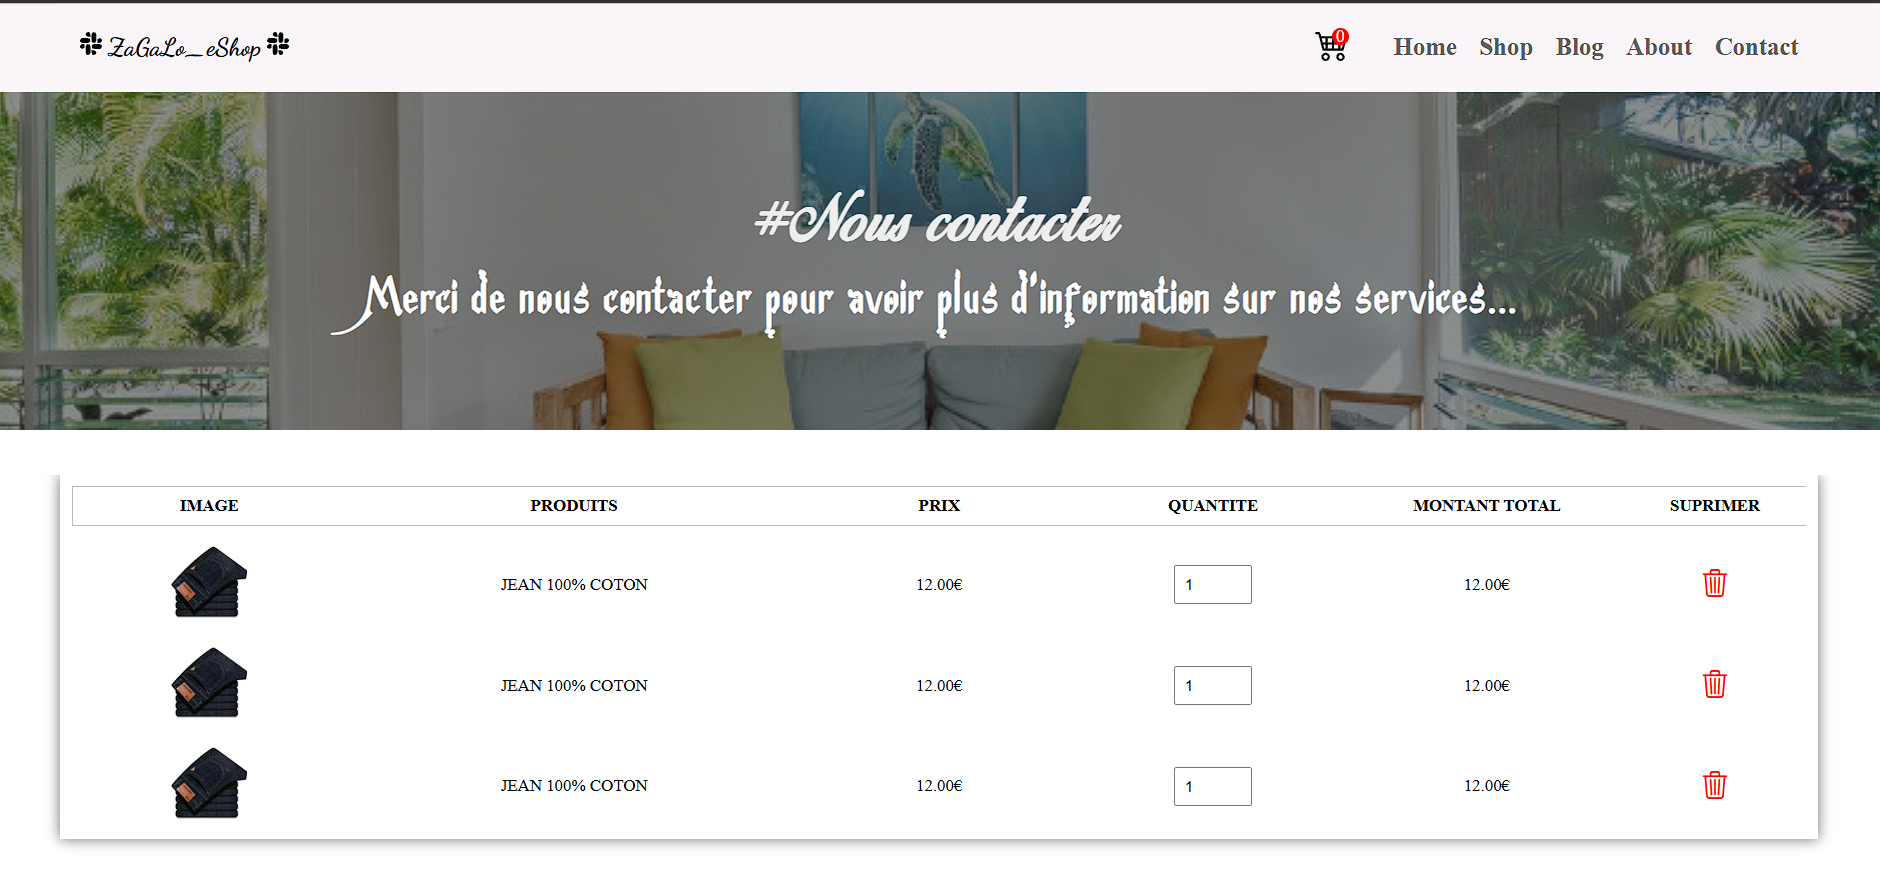 ZaGaLo_eShop
0
Home Shop Blog About Contact
#Nous contacter
Merci de nous contacter pour avoir plus d'information sur nos services...
IMAGE PRODUITS PRIX QUANTITE MONTANT TOTAL SUPRIMER
JEAN 100% COTON 12.00€ 1 12.00€
JEAN 100% COTON 12.00€ 1 12.00€
JEAN 100% COTON 12.00€ 1 12.00€